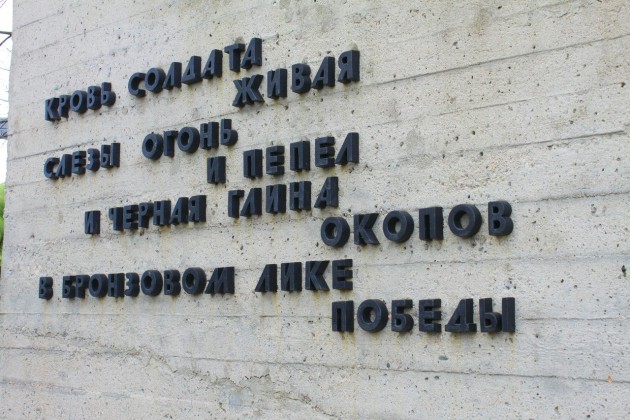 КРОВЬ СОЛДАТА
ЖИВАЯ
СЛЕЗЫ ОГОНЬ
И ПЕПЕЛ
И ЧЕРНАЯ ГЛИНА
ОКОПОВ
В БРОНЗОВОМ ЛИКЕ
ПОБЕДЫ